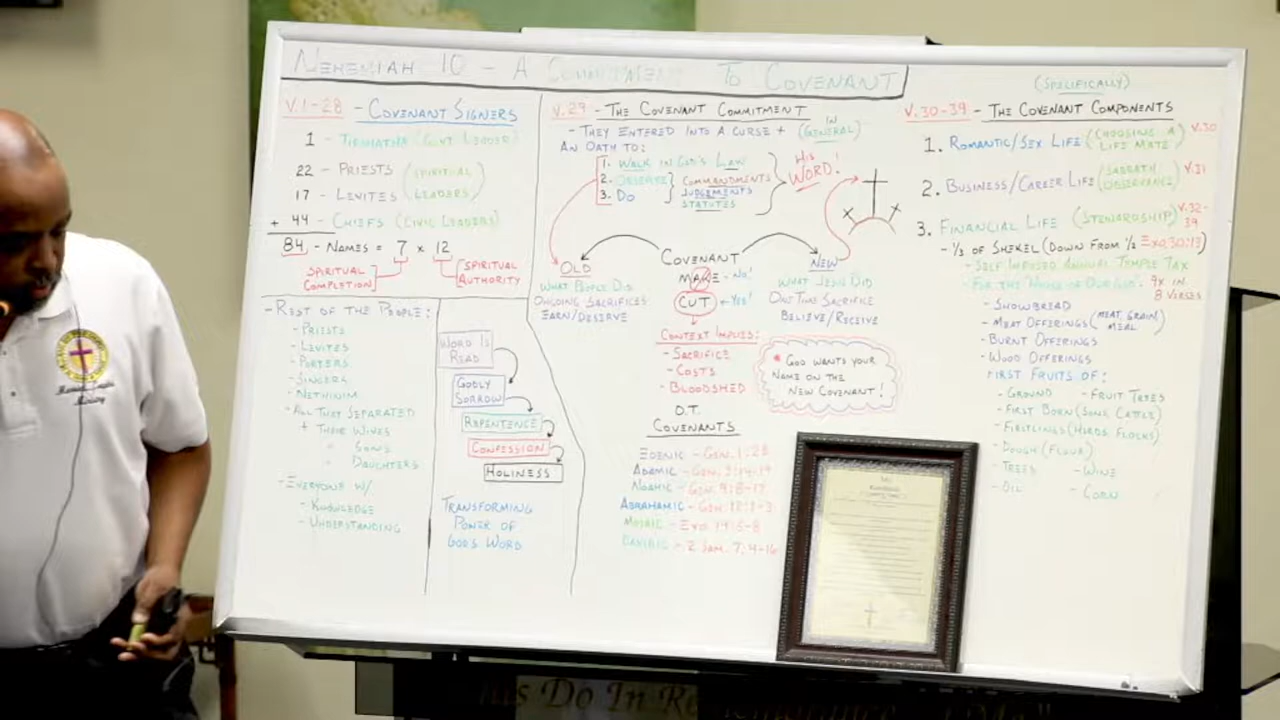 NEHEMIAH 10 - A COMMITMENT TO COVENANT
V.1-28 - COVENANT SIGNERS
1 - TIRSHATHA (GOV'T LEADER)
22 - PRIESTS (SPIRITUAL
17 - LEVITES LEADERS)
+ 44 - CHIEFS (CIVIC LEADERS)
84 - NAMES = 7 x 12
SPIRITUAL COMPLETION
SPIRITUAL AUTHORITY
- REST OF THE PEOPLE:
- PRIESTS
- LEVITES
- PORTERS
- SINGERS
- NETHINIM
- ALL THAT SEPARATED
+ THEIR WIVES
" SONS
" DAUGHTERS
- EVERYONE W/
- KNOWLEDGE
- UNDERSTANDING
WORD IS
READ
GODLY
SORROW
REPENTENCE
CONFESSION
HOLINESS
TRANSFORMING
POWER OF
GOD'S WORD
V.29 - THE COVENANT COMMITMENT
- THEY ENTERED INTO A CURSE + (IN GENERAL)
AN OATH TO:
1. WALK IN GOD'S LAW
2. OBSERVE
3. DO
COMMANDMENTS
JUDGEMENTS
STATUTES
HIS
WORD!
COVENANT
MAKE - NO!
CUT ← YES!
OLD
WHAT PEOPLE DID
ONGOING SACRIFICES
EARN/DESERVE
NEW
WHAT JESUS DID
ONE TIME SACRIFICE
BELIEVE/RECEIVE
CONTEXT IMPLIES:
- SACRIFICE
- COSTS
- BLOODSHED
* GOD WANTS YOUR
NAME ON THE
NEW COVENANT!
O.T.
COVENANTS
EDENIC - GEN. 1:28
ADAMIC - GEN. 3:14-19
NOAHIC - GEN. 9:8-17
ABRAHAMIC - GEN. 12:1-3
MOSAIC - EXO. 19:5-8
DAVIDIC - 2 SAM. 7:4-16
(SPECIFICALLY)
V.30-39 - THE COVENANT COMPONENTS
1. ROMANTIC/SEX LIFE (CHOOSING A LIFE MATE) V.30
2. BUSINESS/CAREER LIFE (SABBATH OBSERVANCE) V.31
3. FINANCIAL LIFE (STEWARDSHIP) V.32-39
- 1/3 OF SHEKEL (DOWN FROM 1/2 EXO. 30:13)
- SELF IMPOSED ANNUAL TEMPLE TAX
- FOR THE HOUSE OF OUR GOD: 9X IN 8 VERSES
- SHOWBREAD
- MEAT OFFERINGS (MEAT, GRAIN, MEAL)
- BURNT OFFERINGS
- WOOD OFFERINGS
FIRST FRUITS OF:
- GROUND - FRUIT TREES
- FIRST BORN (SONS, CATTLE)
- FIRSTLINGS (HERDS, FLOCKS)
- DOUGH (FLOUR)
- TREES - WINE
- OIL - CORN